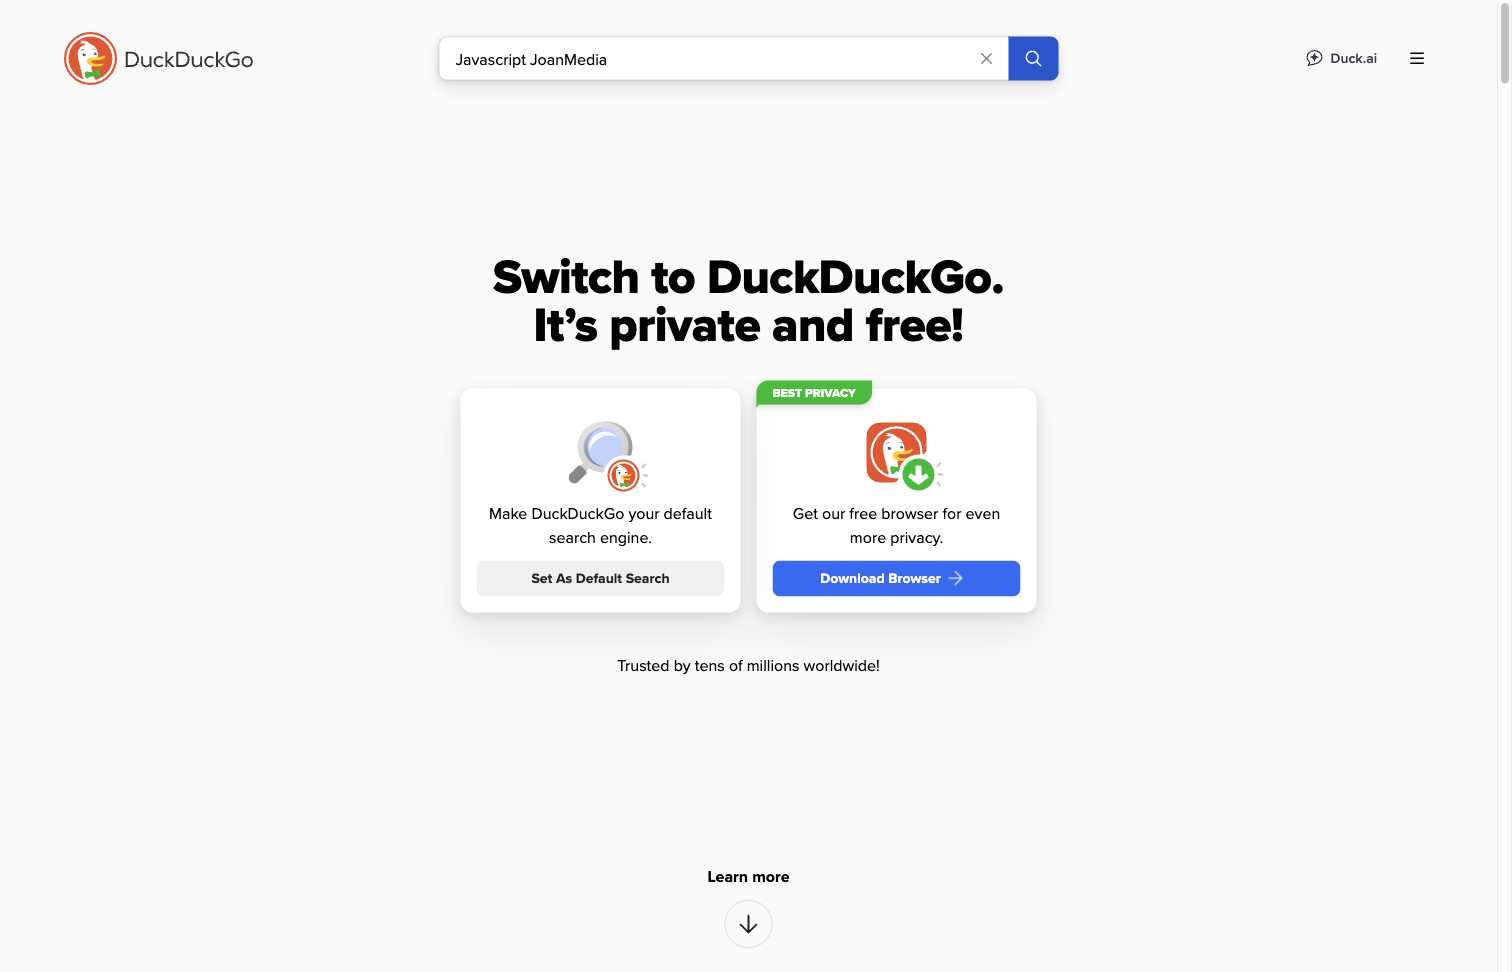 DuckDuckGo
Javascript JoanMedia
Duck.ai
Switch to DuckDuckGo.
It’s private and free!
Make DuckDuckGo your default
search engine.
Set As Default Search
BEST PRIVACY
Get our free browser for even
more privacy.
Download Browser
Trusted by tens of millions worldwide!
Learn more